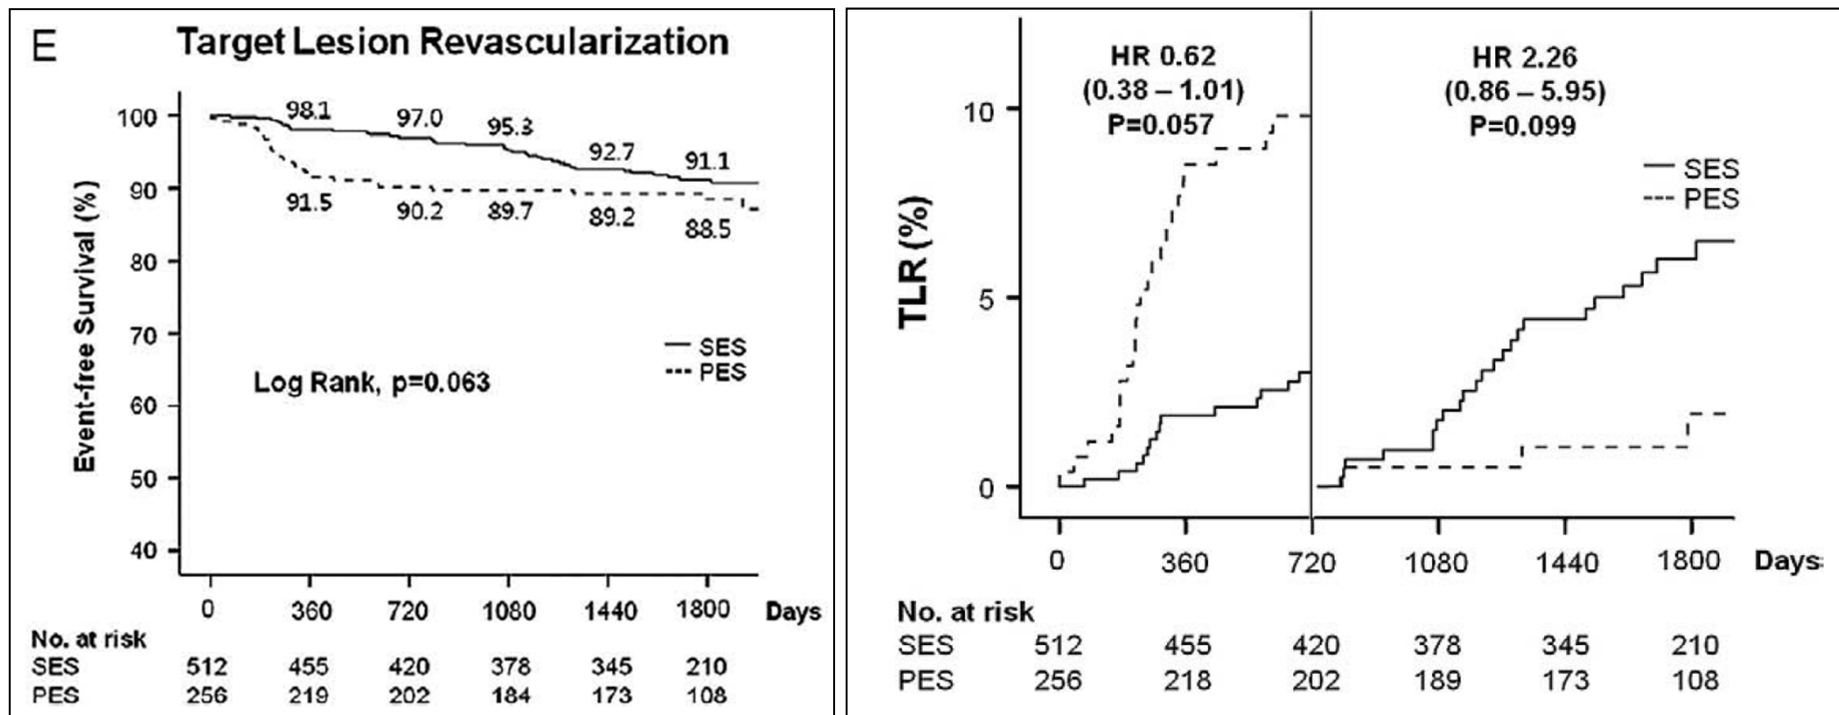 E
Target Lesion Revascularization
Event-free Survival (%)
100
90
80
70
60
50
40
98.1
97.0
95.3
92.7
91.1
91.5
90.2
89.7
89.2
88.5
SES
PES
Log Rank, p=0.063
0 360 720 1080 1440 1800 Days
No. at risk
SES 512 455 420 378 345 210
PES 256 219 202 184 173 108
HR 0.62
(0.38 – 1.01)
P=0.057
HR 2.26
(0.86 – 5.95)
P=0.099
SES
PES
TLR (%)
10
5
0
0 360 720 1080 1440 1800 Days
No. at risk
SES 512 455 420 378 345 210
PES 256 218 202 189 173 108